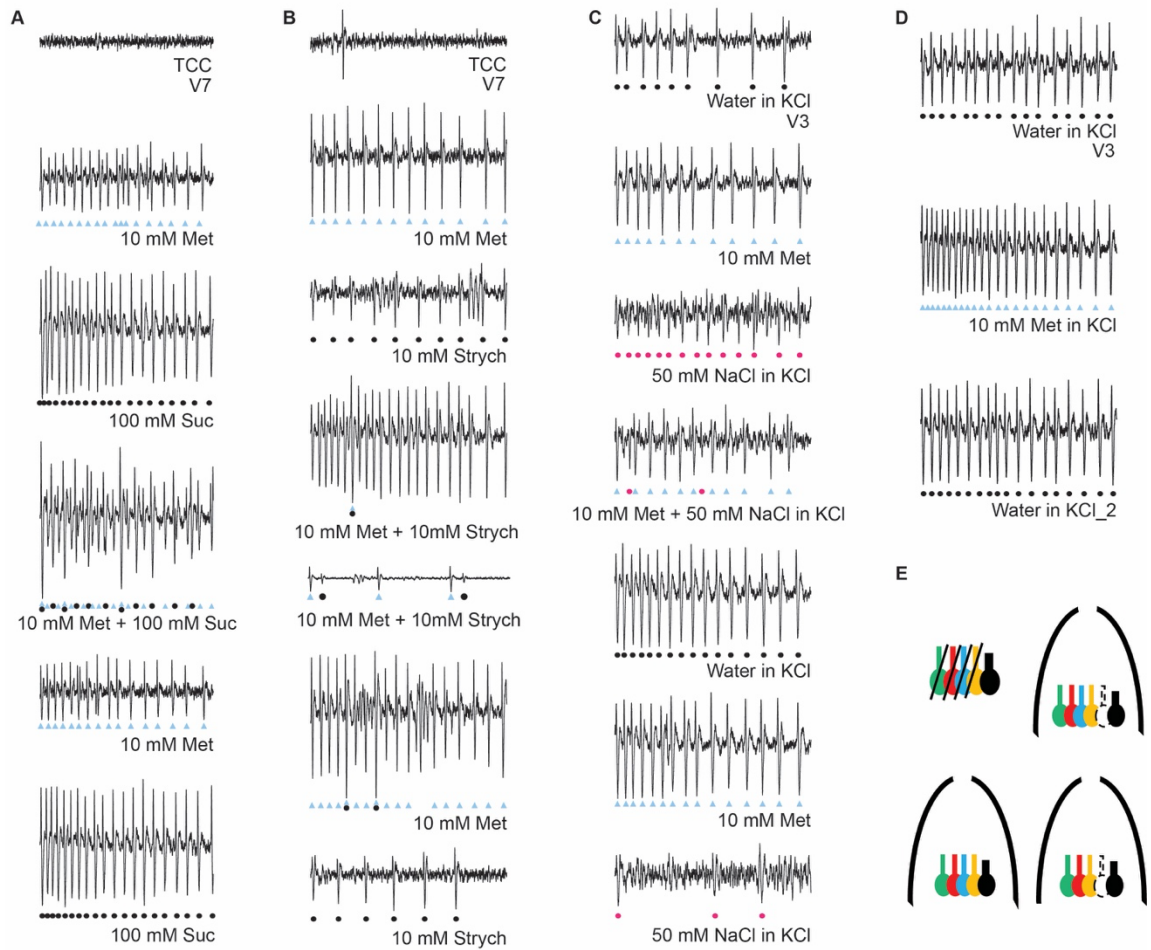 A
TCC
V7
10 mM Met
100 mM Suc
10 mM Met + 100 mM Suc
10 mM Met
100 mM Suc
B
TCC
V7
10 mM Met
10 mM Strych
10 mM Met + 10mM Strych
10 mM Met + 10mM Strych
10 mM Met
10 mM Strych
C
Water in KCl
V3
10 mM Met
50 mM NaCl in KCl
10 mM Met + 50 mM NaCl in KCl
Water in KCl
10 mM Met
50 mM NaCl in KCl
D
Water in KCl
V3
10 mM Met in KCl
Water in KCl_2
E